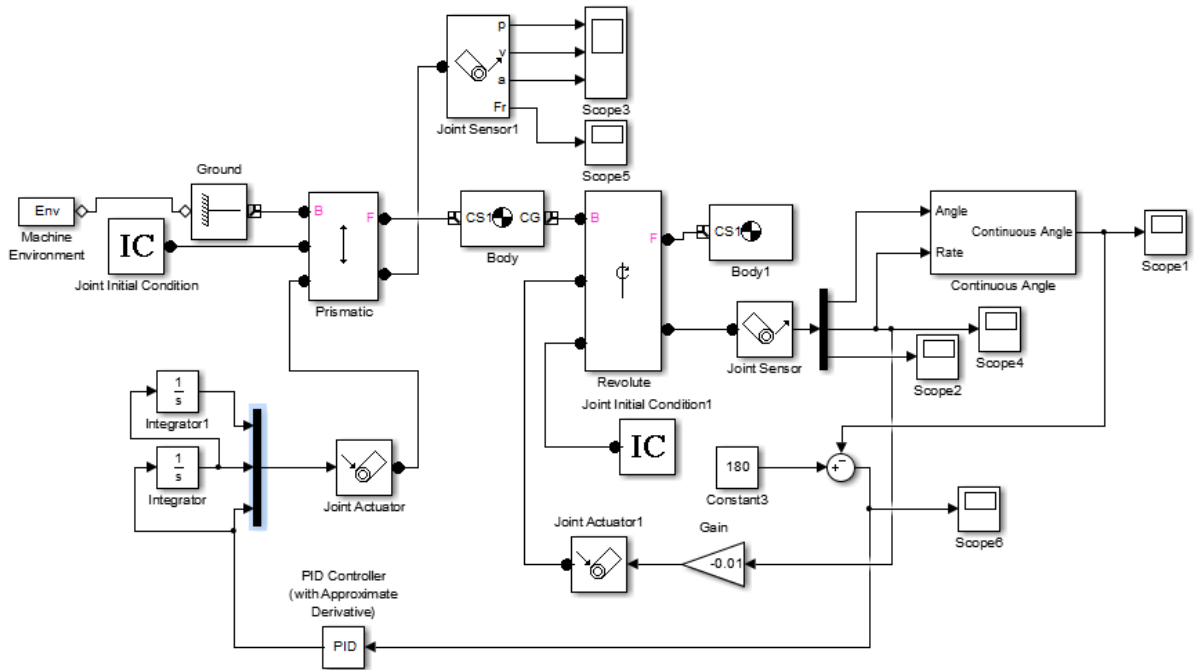 p
v
a
Fr
Scope3
Joint Sensor1
Scope5
Ground
Env
Machine
Environment
IC
Joint Initial Condition
B
F
Prismatic
CS1
CG
Body
B
F
Revolute
CS1
Body1
Angle
Rate
Continuous Angle
Continuous Angle
Scope1
Joint Sensor
Scope4
Scope2
1
s
Integrator1
1
s
Integrator
Joint Actuator
Joint Initial Condition1
IC
180
Constant3
+
−
Scope6
Joint Actuator1
Gain
-0.01
PID Controller
(with Approximate
Derivative)
PID